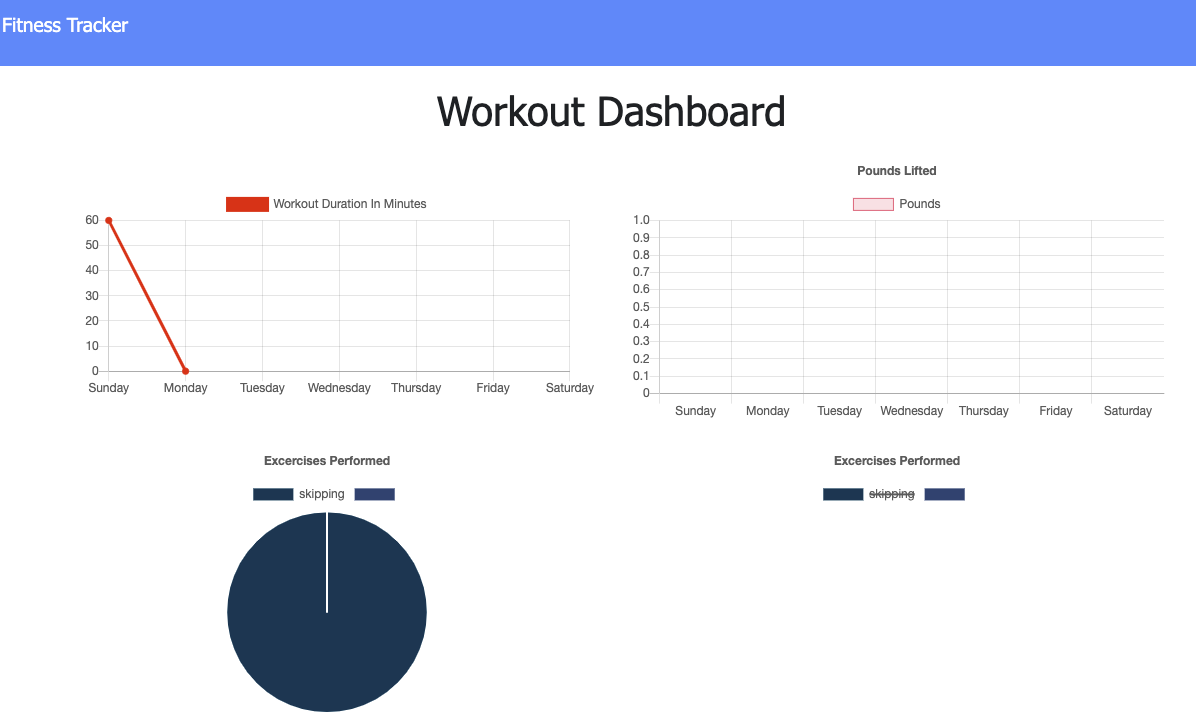 Fitness Tracker
Workout Dashboard
Workout Duration In Minutes
60
50
40
30
20
10
0
Sunday Monday Tuesday Wednesday Thursday Friday Saturday
Pounds Lifted
Pounds
1.0
0.9
0.8
0.7
0.6
0.5
0.4
0.3
0.2
0.1
0
Sunday Monday Tuesday Wednesday Thursday Friday Saturday
Excercises Performed
skipping
Excercises Performed
skipping